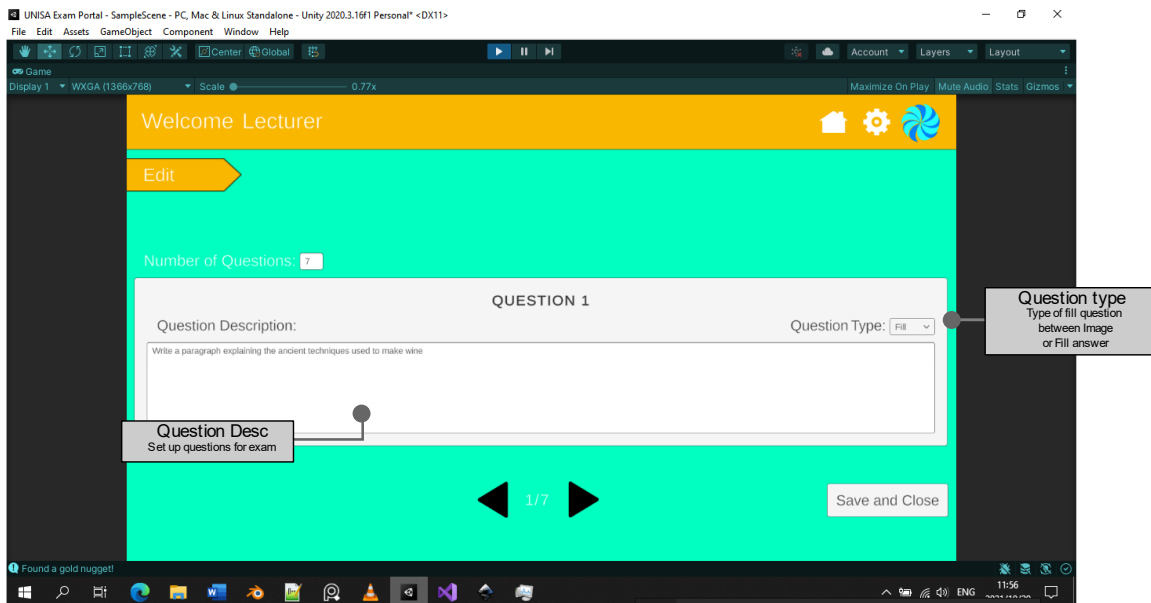 UNISA Exam Portal - SampleScene - PC, Mac & Linux Standalone - Unity 2020.3.16f1 Personal* <DX11>
File Edit Assets GameObject Component Window Help
Center Global Account Layers Layout
Game
Display 1 WXGA (1366x768) Scale 0.77x Maximize On Play Mute Audio Stats Gizmos
Welcome Lecturer
Edit
Number of Questions: 7
QUESTION 1
Question Description: Question Type: Fill
Write a paragraph explaining the ancient techniques used to make wine
Question type
Type of fill question
between Image
or Fill answer
Question Desc
Set up questions for exam
1/7
Save and Close
Found a gold nugget!
ENG 11:56